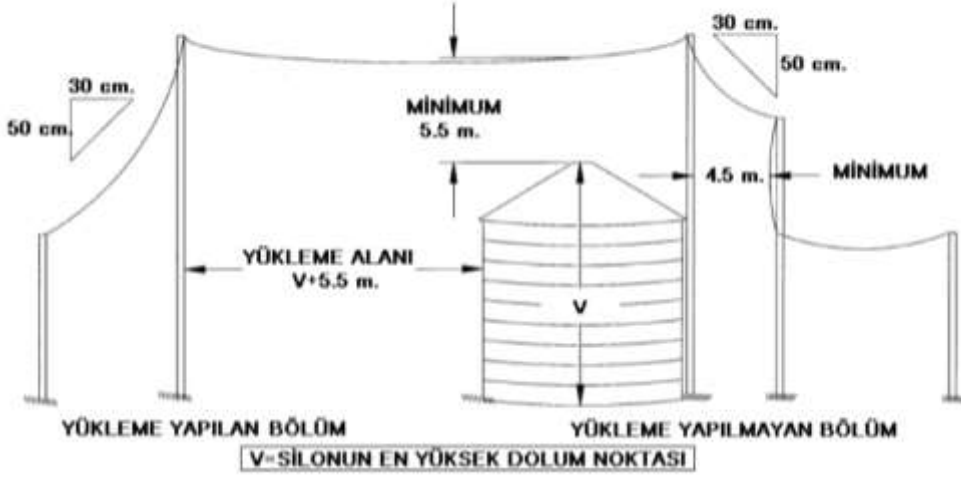 30 cm.
50 cm.
30 cm.
50 cm.
MİNİMUM
5.5 m.
4.5 m.
MİNİMUM
YÜKLEME ALANI
V+5.5 m.
V
YÜKLEME YAPILAN BÖLÜM
YÜKLEME YAPILMAYAN BÖLÜM
V=SİLONUN EN YÜKSEK DOLUM NOKTASI